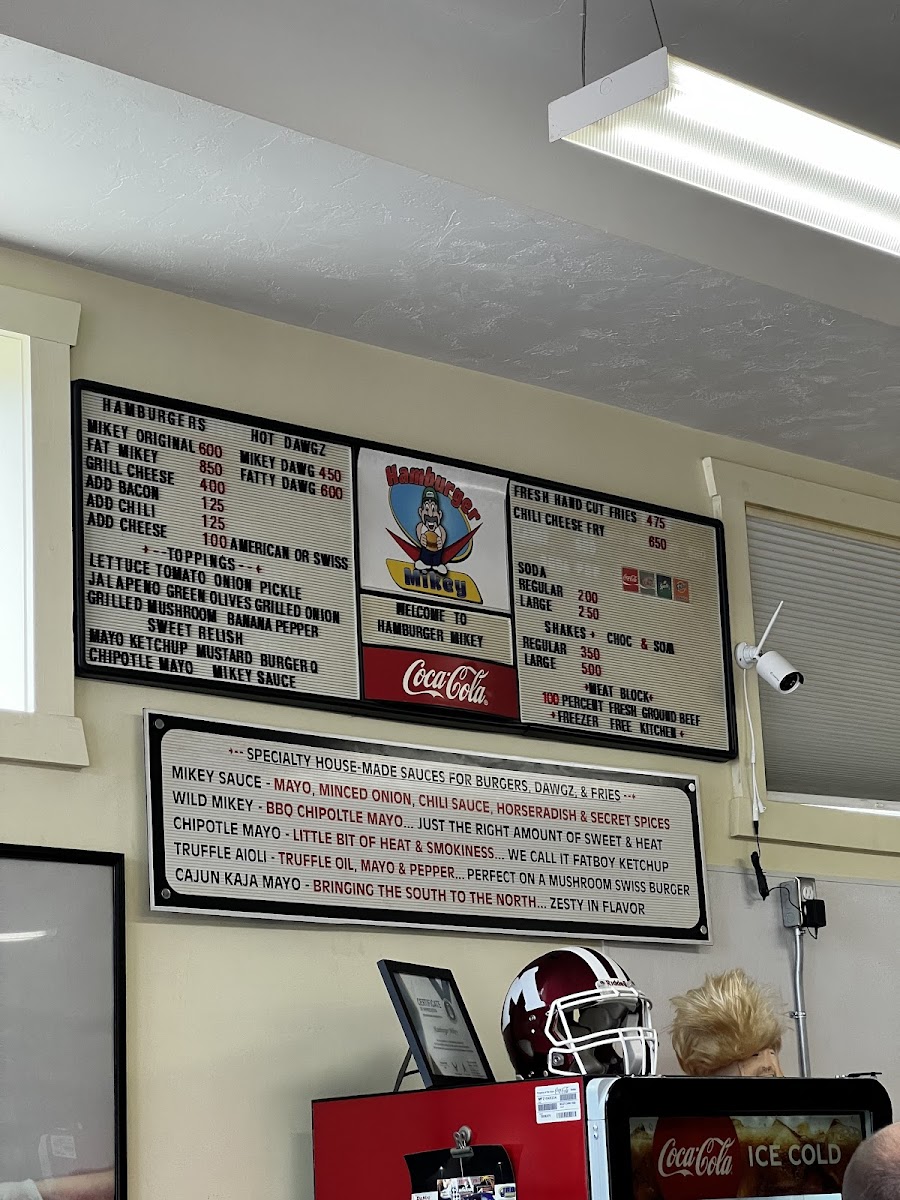 HAMBURGERS
MIKEY ORIGINAL 600
FAT MIKEY 850
GRILL CHEESE 400
ADD BACON 125
ADD CHILI 125
ADD CHEESE 100 AMERICAN OR SWISS
HOT DAWGZ
MIKEY DAWG 450
FATTY DAWG 600
+--TOPPINGS--+
LETTUCE TOMATO ONION PICKLE
JALAPENO GREEN OLIVES GRILLED ONION
GRILLED MUSHROOM BANANA PEPPER
SWEET RELISH
MAYO KETCHUP MUSTARD BURGER Q
CHIPOTLE MAYO MIKEY SAUCE
Hamburger
Mikey
WELCOME TO
HAMBURGER MIKEY
Coca-Cola
FRESH HAND CUT FRIES 475
CHILI CHEESE FRY 650
SODA
REGULAR 200
LARGE 250
SHAKES + CHOC & SOM
REGULAR 350
LARGE 500
+MEAT BLOCK+
100 PERCENT FRESH GROUND BEEF
+FREEZER FREE KITCHEN+
+-- SPECIALTY HOUSE-MADE SAUCES FOR BURGERS, DAWGZ, & FRIES --+
MIKEY SAUCE - MAYO, MINCED ONION, CHILI SAUCE, HORSERADISH & SECRET SPICES
WILD MIKEY - BBQ CHIPOLTLE MAYO... JUST THE RIGHT AMOUNT OF SWEET & HEAT
CHIPOTLE MAYO - LITTLE BIT OF HEAT & SMOKINESS... WE CALL IT FATBOY KETCHUP
TRUFFLE AIOLI - TRUFFLE OIL, MAYO & PEPPER... PERFECT ON A MUSHROOM SWISS BURGER
CAJUN KAJA MAYO - BRINGING THE SOUTH TO THE NORTH... ZESTY IN FLAVOR
CERTIFICATE
M
Riddell
Coca-Cola ICE COLD